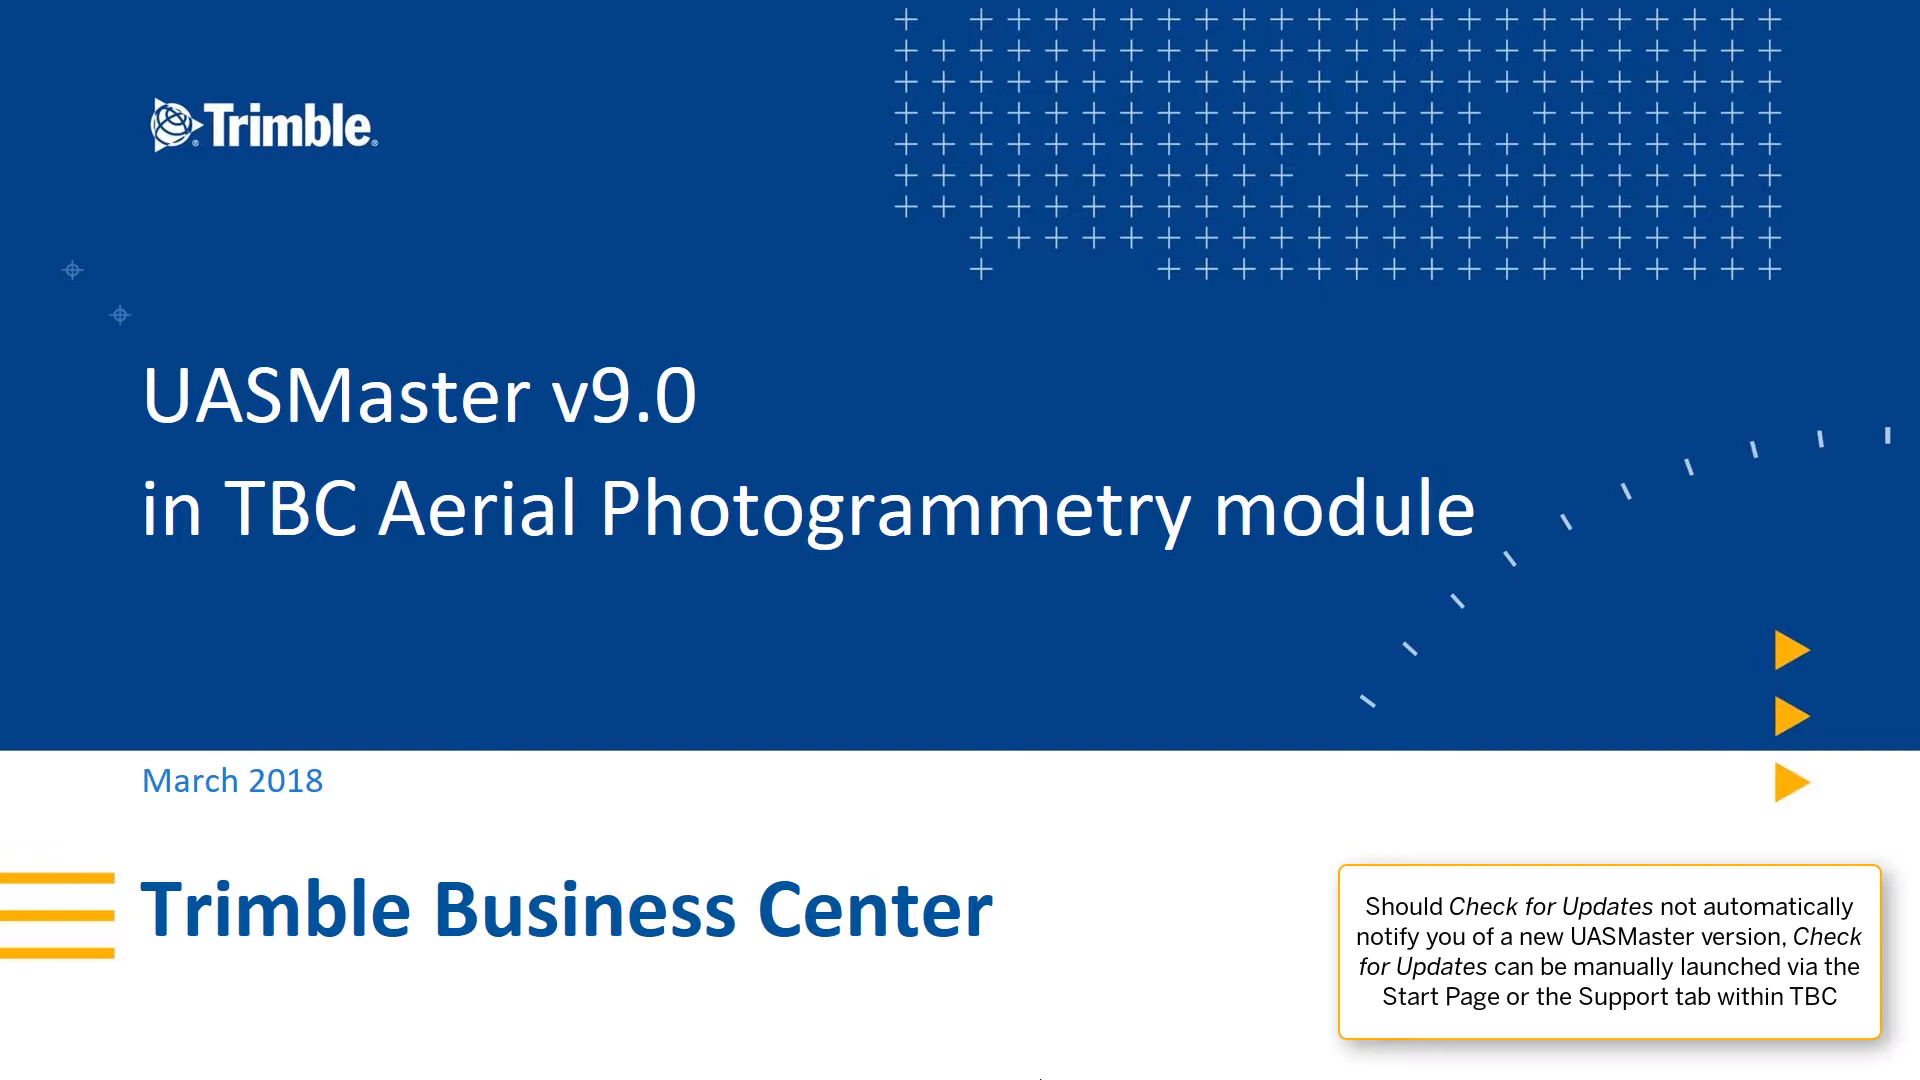 Trimble
UASMaster v9.0
in TBC Aerial Photogrammetry module
March 2018
Trimble Business Center
Should Check for Updates not automatically
notify you of a new UASMaster version, Check
for Updates can be manually launched via the
Start Page or the Support tab within TBC